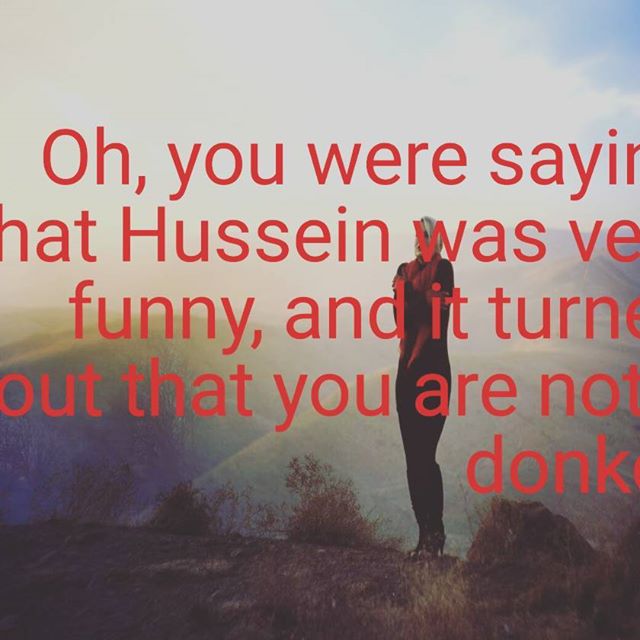 Oh, you were sayin
hat Hussein was ve
funny, and it turne
out that you are not
donke